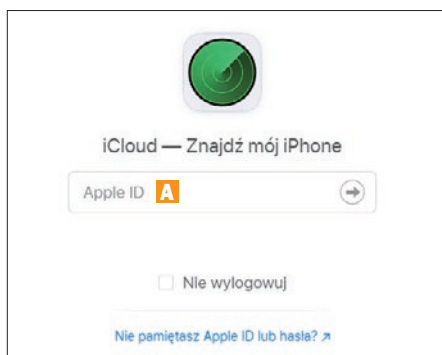 iCloud — Znajdź mój iPhone
Apple ID A
Nie wylogowuj
Nie pamiętasz Apple ID lub hasła? ↗